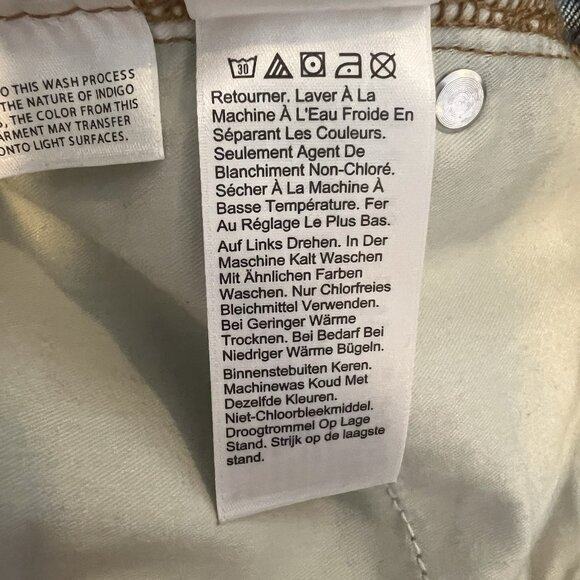 O THIS WASH PROCESS
THE NATURE OF INDIGO
THE COLOR FROM THIS
ARMENT MAY TRANSFER
ONTO LIGHT SURFACES.
30
Retourner. Laver À La
Machine À L'Eau Froide En
Séparant Les Couleurs.
Seulement Agent De
Blanchiment Non-Chloré.
Sécher À La Machine À
Basse Température. Fer
Au Réglage Le Plus Bas.
Auf Links Drehen. In Der
Maschine Kalt Waschen
Mit Ähnlichen Farben
Waschen. Nur Chlorfreies
Bleichmittel Verwenden.
Bei Geringer Wärme
Trocknen. Bei Bedarf Bei
Niedriger Wärme Bügeln.
Binnenstebuiten Keren.
Machinewas Koud Met
Dezelfde Kleuren.
Niet-Chloorbleekmiddel.
Droogtrommel Op Lage
Stand. Strijk op de laagste
stand.